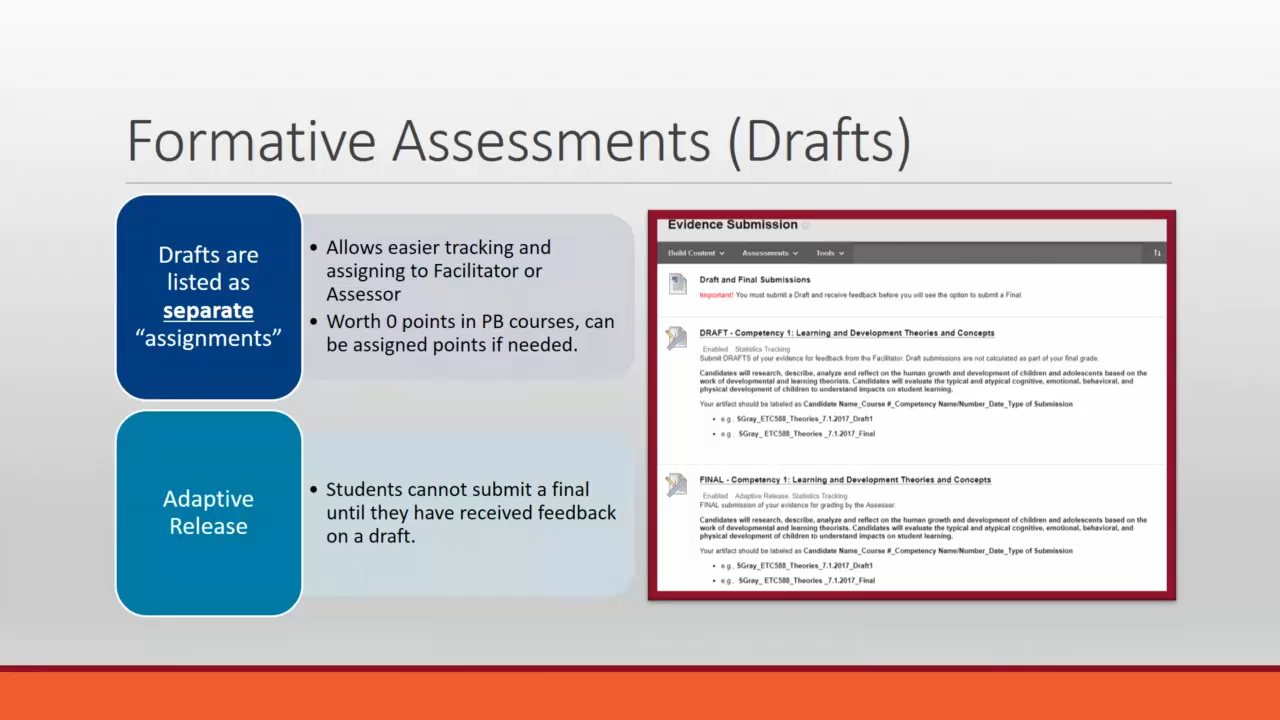 Formative Assessments (Drafts)
Drafts are
listed as
separate
“assignments”
• Allows easier tracking and
assigning to Facilitator or
Assessor
• Worth 0 points in PB courses, can
be assigned points if needed.
Adaptive
Release
• Students cannot submit a final
until they have received feedback
on a draft.
Evidence Submission
Build Content Assessments Tools
Draft and Final Submissions
Important! You must submit a Draft and receive feedback before you will see the option to submit a Final.
DRAFT - Competency 1: Learning and Development Theories and Concepts
Enabled Statistics Tracking
Submit DRAFTS of your evidence for feedback from the Facilitator. Draft submissions are not calculated as part of your final grade.
Candidates will research, describe, analyze and reflect on the human growth and development of children and adolescents based on the
work of developmental and learning theorists. Candidates will evaluate the typical and atypical cognitive, emotional, behavioral, and
physical development of children to understand impacts on student learning.
Your artifact should be labeled as Candidate Name_Course #_Competency Name/Number_Date_Type of Submission
• e.g., SGray_ETC588_Theories_7.1.2017_Draft1
• e.g., SGray_ ETC588_Theories _7.1.2017_Final
FINAL - Competency 1: Learning and Development Theories and Concepts
Enabled Adaptive Release, Statistics Tracking
FINAL submission of your evidence for grading by the Assessor.
Candidates will research, describe, analyze and reflect on the human growth and development of children and adolescents based on the
work of developmental and learning theorists. Candidates will evaluate the typical and atypical cognitive, emotional, behavioral, and
physical development of children to understand impacts on student learning.
Your artifact should be labeled as Candidate Name_Course #_Competency Name/Number_Date_Type of Submission
• e.g., SGray_ETC588_Theories_7.1.2017_Draft1
• e.g., SGray_ ETC588_Theories _7.1.2017_Final